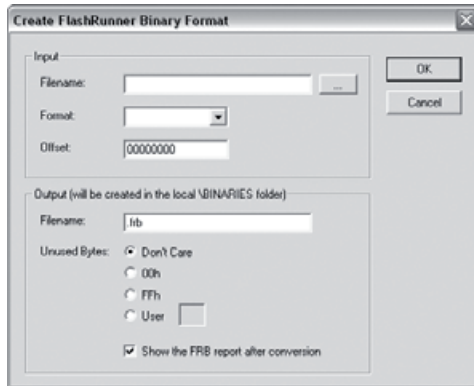 Create FlashRunner Binary Format
Input
Filename:
...
OK
Cancel
Format:
Offset:
00000000
Output (will be created in the local \BINARIES folder)
Filename:
.frb
Unused Bytes:
Don't Care
00h
FFh
User
Show the FRB report after conversion